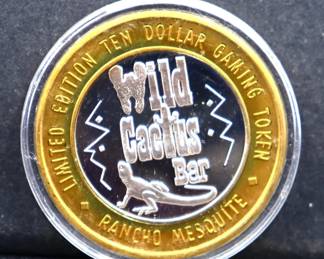 LIMITED EDITION TEN DOLLAR GAMING TOKEN
Wild
Cactus
Bar
RANCHO MESQUITE